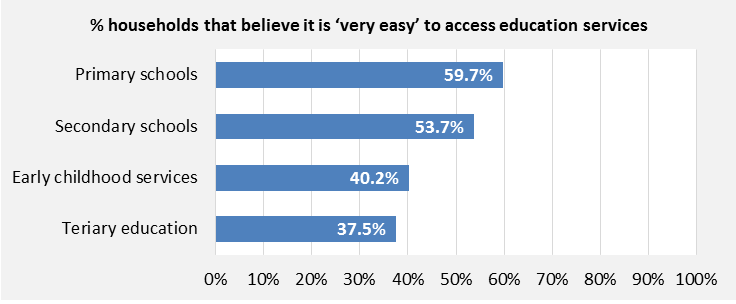 % households that believe it is ‘very easy’ to access education services
Primary schools 59.7%
Secondary schools 53.7%
Early childhood services 40.2%
Teriary education 37.5%
0% 10% 20% 30% 40% 50% 60% 70% 80% 90% 100%